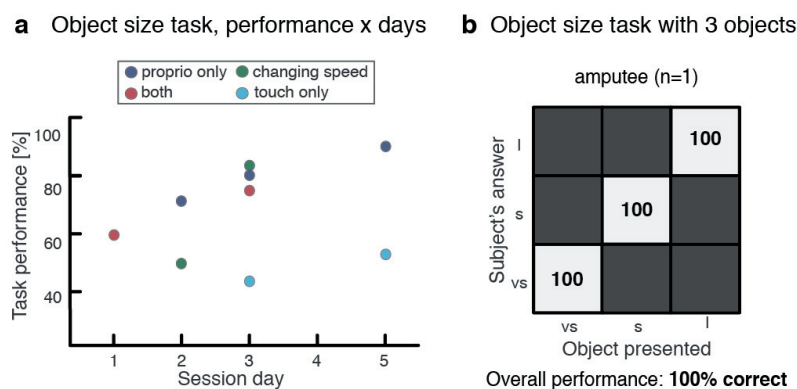 a Object size task, performance x days
proprio only changing speed
both touch only
Task performance [%]
100
80
60
40
1 2 3 4 5
Session day
b Object size task with 3 objects
amputee (n=1)
Subject's answer
l 100
s 100
vs 100
vs s l
Object presented
Overall performance: 100% correct